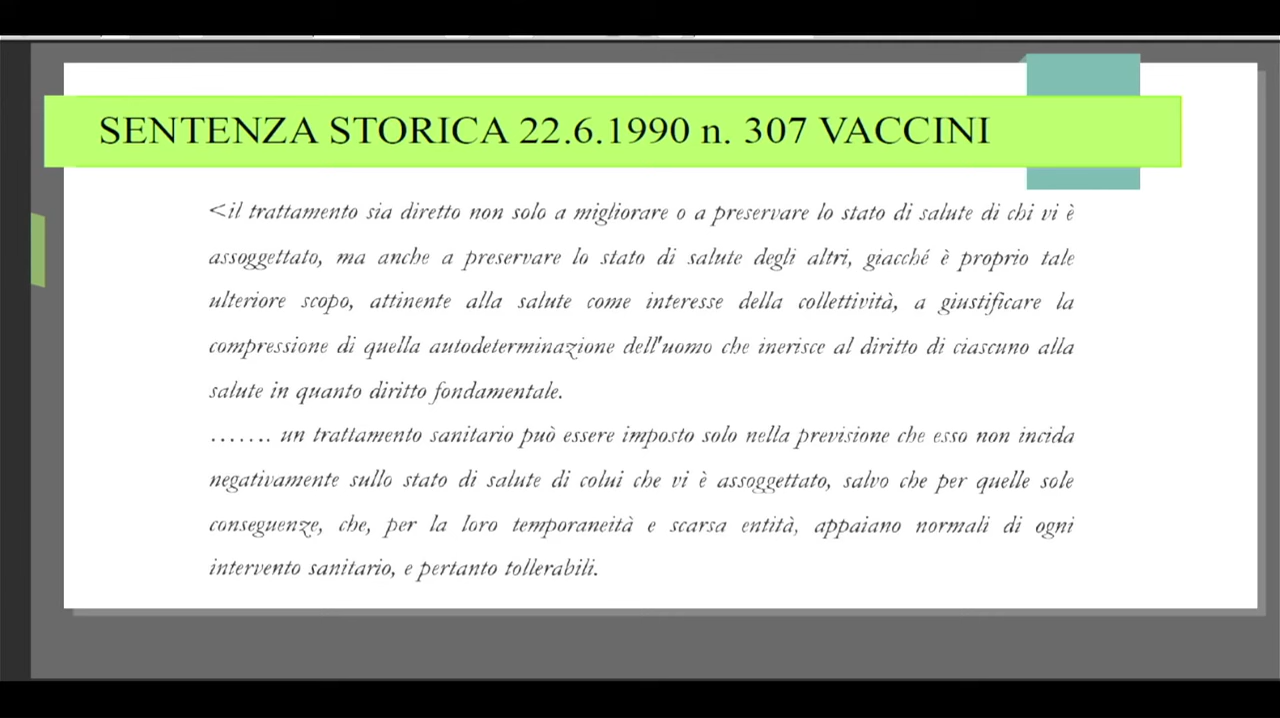 SENTENZA STORICA 22.6.1990 n. 307 VACCINI
<il trattamento sia diretto non solo a migliorare o a preservare lo stato di salute di chi vi è
assoggettato, ma anche a preservare lo stato di salute degli altri, giacché è proprio tale
ulteriore scopo, attinente alla salute come interesse della collettività, a giustificare la
compressione di quella autodeterminazione dell'uomo che inerisce al diritto di ciascuno alla
salute in quanto diritto fondamentale.
……. un trattamento sanitario può essere imposto solo nella previsione che esso non incida
negativamente sullo stato di salute di colui che vi è assoggettato, salvo che per quelle sole
conseguenze, che, per la loro temporaneità e scarsa entità, appaiano normali di ogni
intervento sanitario, e pertanto tollerabili.